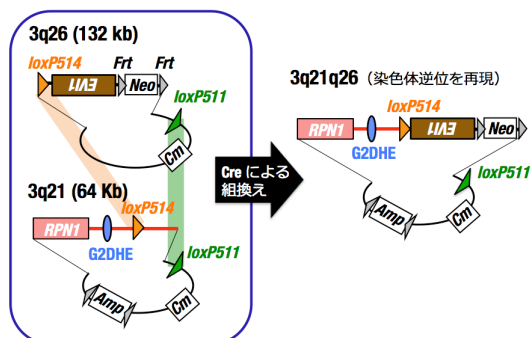 3q26 (132 kb)
loxP514
Frt
Frt
EVI1
Neo
loxP511
Cm
3q21 (64 Kb)
loxP514
RPN1
G2DHE
loxP511
Amp
Cm
Cre による
組換え
3q21q26 (染色体逆位を再現)
loxP514
RPN1
EVI1
Neo
G2DHE
loxP511
Amp
Cm